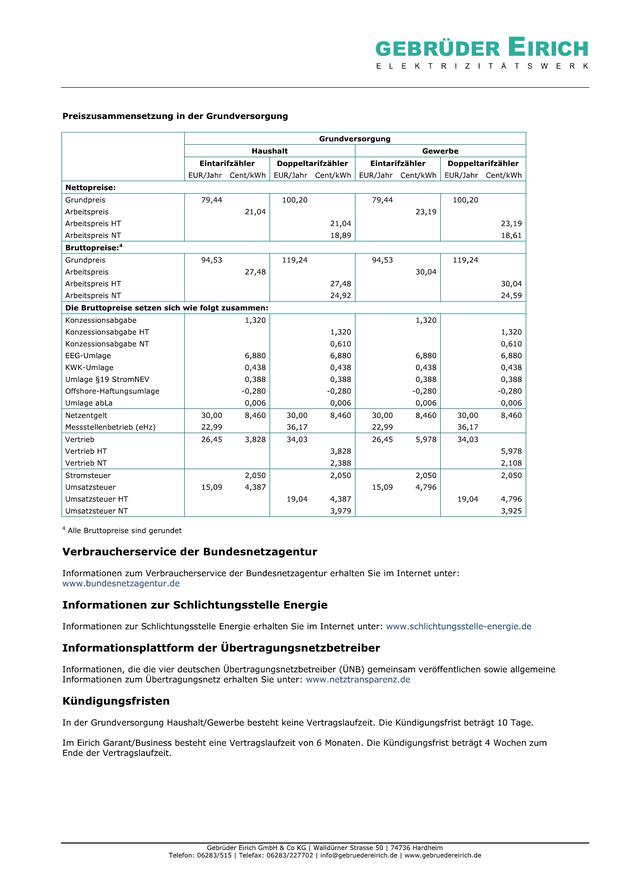 GEBRÜDER EIRICH
ELEKTRIZITÄTSWERK
Preiszusammensetzung in der Grundversorgung
Grundversorgung
Haushalt Gewerbe
Eintarifzähler Doppeltarifzähler Eintarifzähler Doppeltarifzähler
EUR/Jahr Cent/kWh EUR/Jahr Cent/kWh EUR/Jahr Cent/kWh EUR/Jahr Cent/kWh
Nettopreise:
Grundpreis 79,44 100,20 79,44 100,20
Arbeitspreis 21,04 23,19
Arbeitspreis HT 21,04 23,19
Arbeitspreis NT 18,89 18,61
Bruttopreise:4
Grundpreis 94,53 119,24 94,53 119,24
Arbeitspreis 27,48 30,04
Arbeitspreis HT 27,48 30,04
Arbeitspreis NT 24,92 24,59
Die Bruttopreise setzen sich wie folgt zusammen:
Konzessionsabgabe 1,320 1,320
Konzessionsabgabe HT 1,320 1,320
Konzessionsabgabe NT 0,610 0,610
EEG-Umlage 6,880 6,880 6,880 6,880
KWK-Umlage 0,438 0,438 0,438 0,438
Umlage §19 StromNEV 0,388 0,388 0,388 0,388
Offshore-Haftungsumlage -0,280 -0,280 -0,280 -0,280
Umlage abLa 0,006 0,006 0,006 0,006
Netzentgelt 30,00 8,460 30,00 8,460 30,00 8,460 30,00 8,460
Messstellenbetrieb (eHz) 22,99 36,17 22,99 36,17
Vertrieb 26,45 3,828 34,03 26,45 5,978 34,03
Vertrieb HT 3,828 5,978
Vertrieb NT 2,388 2,108
Stromsteuer 2,050 2,050 2,050 2,050
Umsatzsteuer 15,09 4,387 15,09 4,796
Umsatzsteuer HT 19,04 4,387 19,04 4,796
Umsatzsteuer NT 3,979 3,925
4 Alle Bruttopreise sind gerundet
Verbraucherservice der Bundesnetzagentur
Informationen zum Verbraucherservice der Bundesnetzagentur erhalten Sie im Internet unter:
www.bundesnetzagentur.de
Informationen zur Schlichtungsstelle Energie
Informationen zur Schlichtungsstelle Energie erhalten Sie im Internet unter: www.schlichtungsstelle-energie.de
Informationsplattform der Übertragungsnetzbetreiber
Informationen, die die vier deutschen Übertragungsnetzbetreiber (ÜNB) gemeinsam veröffentlichen sowie allgemeine
Informationen zum Übertragungsnetz erhalten Sie unter: www.netztransparenz.de
Kündigungsfristen
In der Grundversorgung Haushalt/Gewerbe besteht keine Vertragslaufzeit. Die Kündigungsfrist beträgt 10 Tage.
Im Eirich Garant/Business besteht eine Vertragslaufzeit von 6 Monaten. Die Kündigungsfrist beträgt 4 Wochen zum
Ende der Vertragslaufzeit.
Gebrüder Eirich GmbH & Co KG | Walldürner Strasse 50 | 74736 Hardheim
Telefon: 06283/515 | Telefax: 06283/227702 | info@gebruedereirich.de | www.gebruedereirich.de